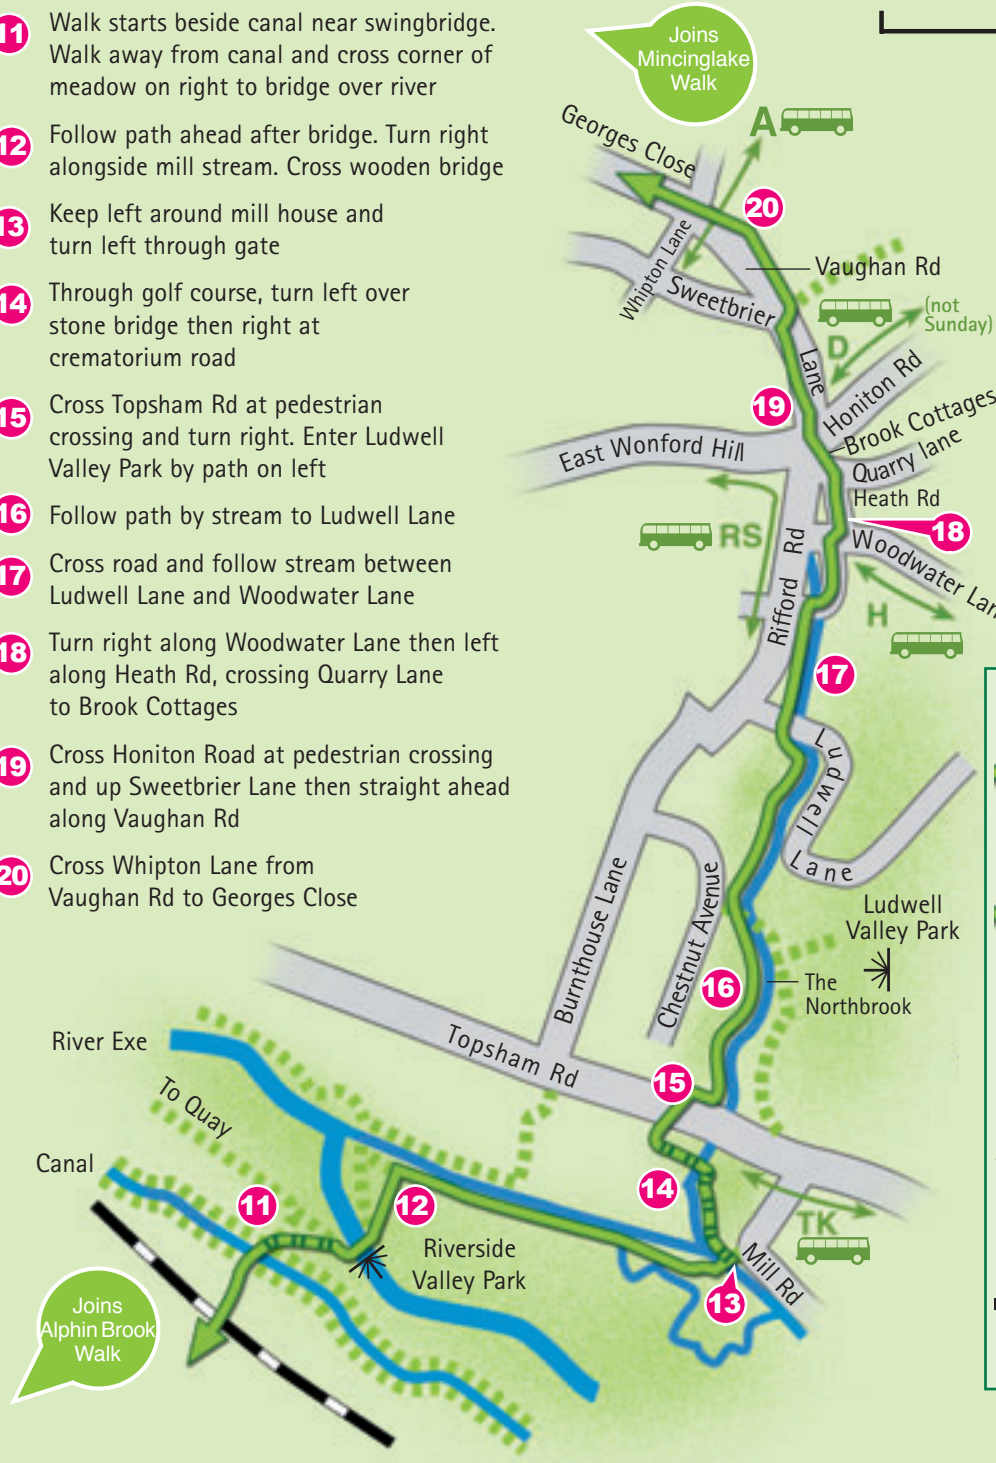 11 Walk starts beside canal near swingbridge.
Walk away from canal and cross corner of
meadow on right to bridge over river
12 Follow path ahead after bridge. Turn right
alongside mill stream. Cross wooden bridge
13 Keep left around mill house and
turn left through gate
14 Through golf course, turn left over
stone bridge then right at
crematorium road
15 Cross Topsham Rd at pedestrian
crossing and turn right. Enter Ludwell
Valley Park by path on left
16 Follow path by stream to Ludwell Lane
17 Cross road and follow stream between
Ludwell Lane and Woodwater Lane
18 Turn right along Woodwater Lane then left
along Heath Rd, crossing Quarry Lane
to Brook Cottages
19 Cross Honiton Road at pedestrian crossing
and up Sweetbrier Lane then straight ahead
along Vaughan Rd
20 Cross Whipton Lane from
Vaughan Rd to Georges Close
Joins
Mincinglake
Walk
Georges Close
A
20
Whipton Lane
Vaughan Rd
Sweetbrier
Lane
(not
Sunday)
D
Honiton Rd
19
Brook Cottages
East Wonford Hill
Quarry lane
Heath Rd
18
RS
Woodwater Lan
Rifford Rd
H
17
Ludwell
Lane
Burnthouse Lane
Chestnut Avenue
Ludwell
Valley Park
16
The
Northbrook
River Exe
Topsham Rd
15
To Quay
Canal
14
11
12
TK
Riverside
Valley Park
Mill Rd
13
Joins
Alphin Brook
Walk